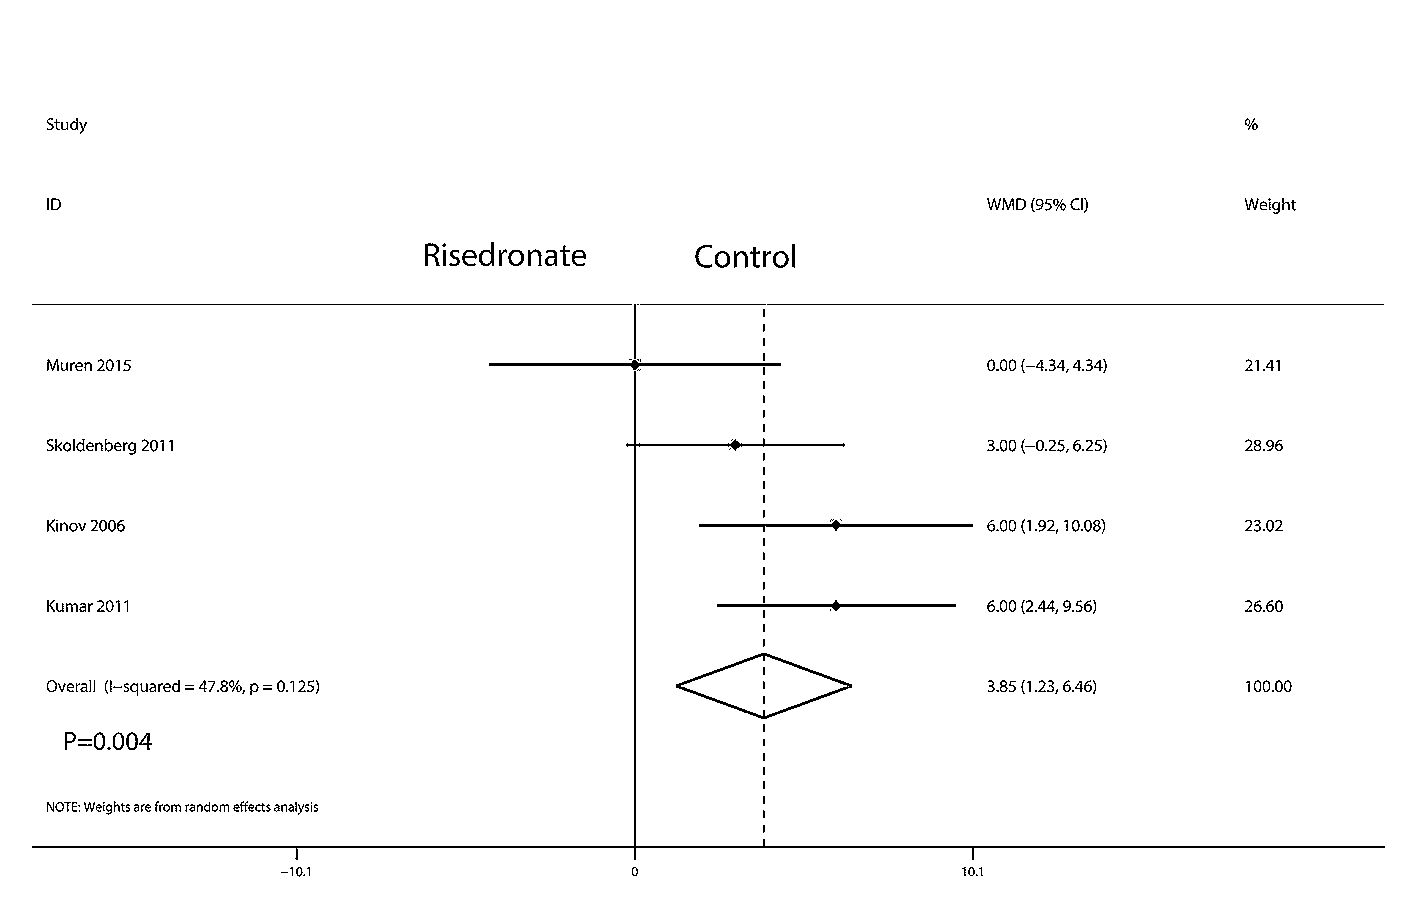 Study %
ID WMD (95% CI) Weight
Risedronate Control
Muren 2015 0.00 (−4.34, 4.34) 21.41
Skoldenberg 2011 3.00 (−0.25, 6.25) 28.96
Kinov 2006 6.00 (1.92, 10.08) 23.02
Kumar 2011 6.00 (2.44, 9.56) 26.60
Overall (I−squared = 47.8%, p = 0.125) 3.85 (1.23, 6.46) 100.00
P=0.004
NOTE: Weights are from random effects analysis
−10.1 0 10.1